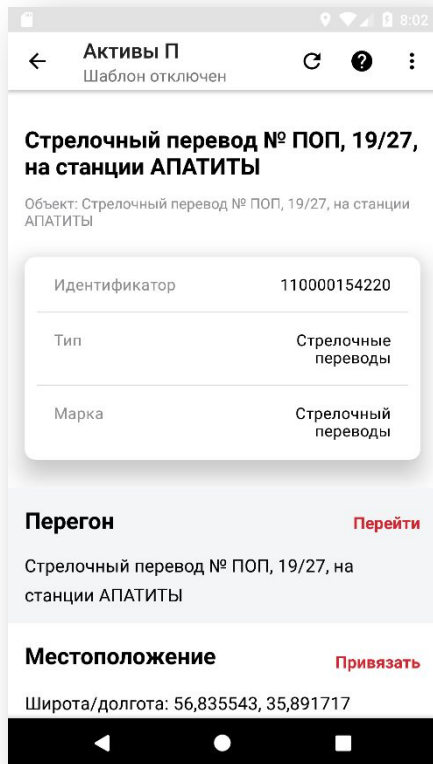 8:02
Активы П
Шаблон отключен
Стрелочный перевод № ПОП, 19/27,
на станции АПАТИТЫ
Объект: Стрелочный перевод № ПОП, 19/27, на станции
АПАТИТЫ
Идентификатор 110000154220
Тип Стрелочные
переводы
Марка Стрелочный
переводы
Перегон Перейти
Стрелочный перевод № ПОП, 19/27, на
станции АПАТИТЫ
Местоположение Привязать
Широта/долгота: 56,835543, 35,891717